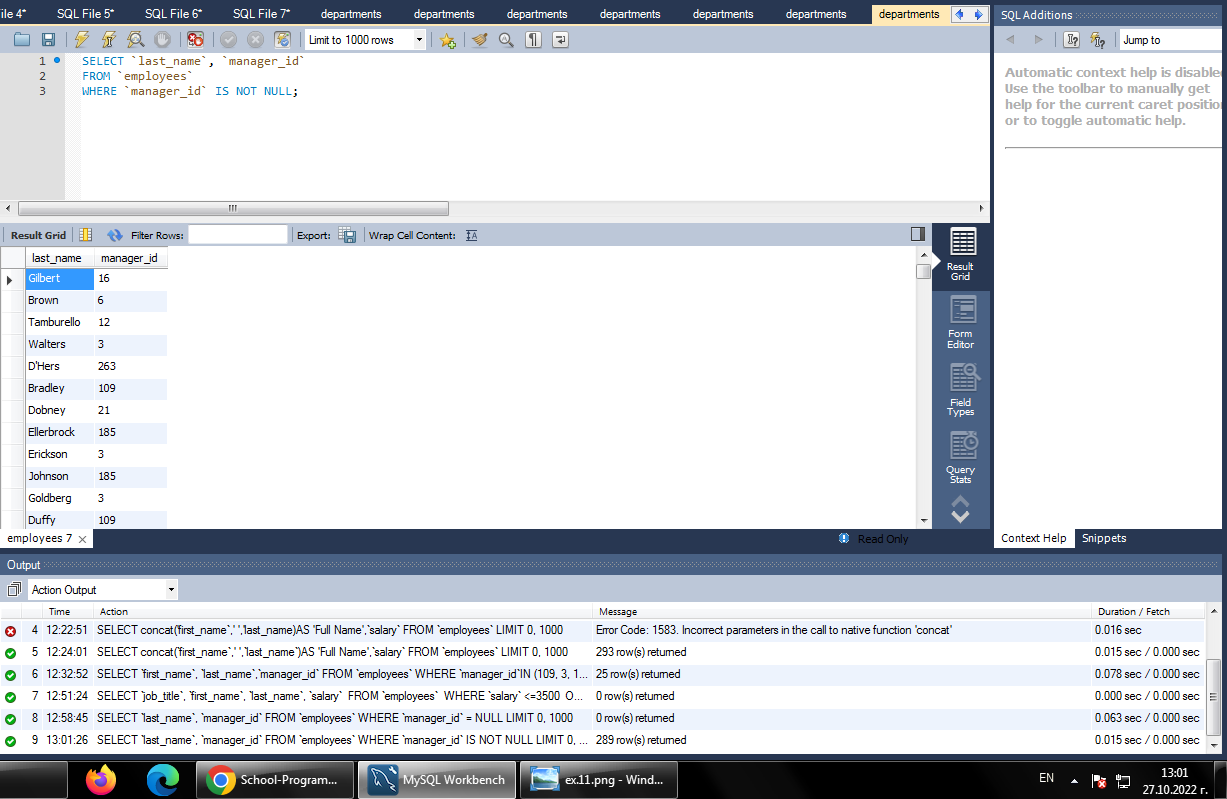 ile 4* SQL File 5* SQL File 6* SQL File 7* departments departments departments departments departments departments departments
SQL Additions
Limit to 1000 rows
Jump to
1 SELECT `last_name`, `manager_id`
2 FROM `employees`
3 WHERE `manager_id` IS NOT NULL;
Automatic context help is disable
Use the toolbar to manually get
help for the current caret positio
or to toggle automatic help.
Result Grid Filter Rows: Export: Wrap Cell Content:
last_name manager_id
Gilbert 16
Brown 6
Tamburello 12
Walters 3
D'Hers 263
Bradley 109
Dobney 21
Ellerbrock 185
Erickson 3
Johnson 185
Goldberg 3
Duffy 109
Result
Grid
Form
Editor
Field
Types
Query
Stats
employees 7
Read Only
Context Help Snippets
Output
Action Output
Time Action Message Duration / Fetch
4 12:22:51 SELECT concat(`first_name`,' ','last_name)AS 'Full Name',`salary` FROM `employees` LIMIT 0, 1000 Error Code: 1583. Incorrect parameters in the call to native function 'concat' 0.016 sec
5 12:24:01 SELECT concat(`first_name`,' ',`last_name`)AS 'Full Name',`salary` FROM `employees` LIMIT 0, 1000 293 row(s) returned 0.015 sec / 0.000 sec
6 12:32:52 SELECT `first_name`, `last_name`,`manager_id` FROM `employees` WHERE `manager_id`IN (109, 3, 1... 25 row(s) returned 0.078 sec / 0.000 sec
7 12:51:24 SELECT `job_title`, `first_name`, `last_name`, `salary` FROM `employees` WHERE `salary` <=3500 O... 0 row(s) returned 0.000 sec / 0.000 sec
8 12:58:45 SELECT `last_name`, `manager_id` FROM `employees` WHERE `manager_id` = NULL LIMIT 0, 1000 0 row(s) returned 0.063 sec / 0.000 sec
9 13:01:26 SELECT `last_name`, `manager_id` FROM `employees` WHERE `manager_id` IS NOT NULL LIMIT 0, ... 289 row(s) returned 0.015 sec / 0.000 sec
School-Program... MySQL Workbench ex.11.png - Wind...
EN
13:01
27.10.2022 г.